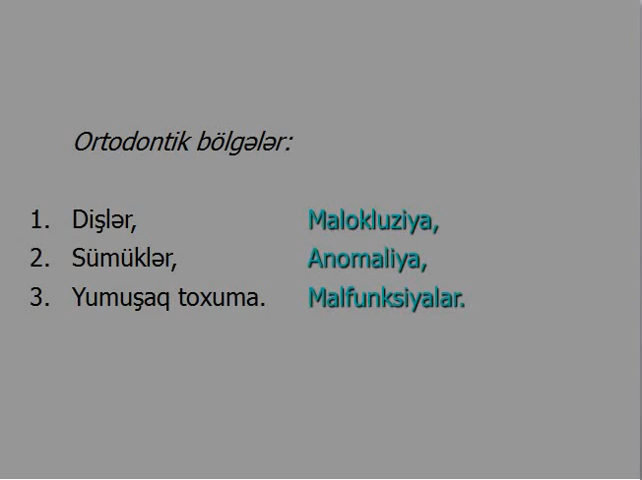 Ortodontik bölgələr:
1. Dişlər, Malokluziya,
2. Sümüklər, Anomaliya,
3. Yumuşaq toxuma. Malfunksiyalar.